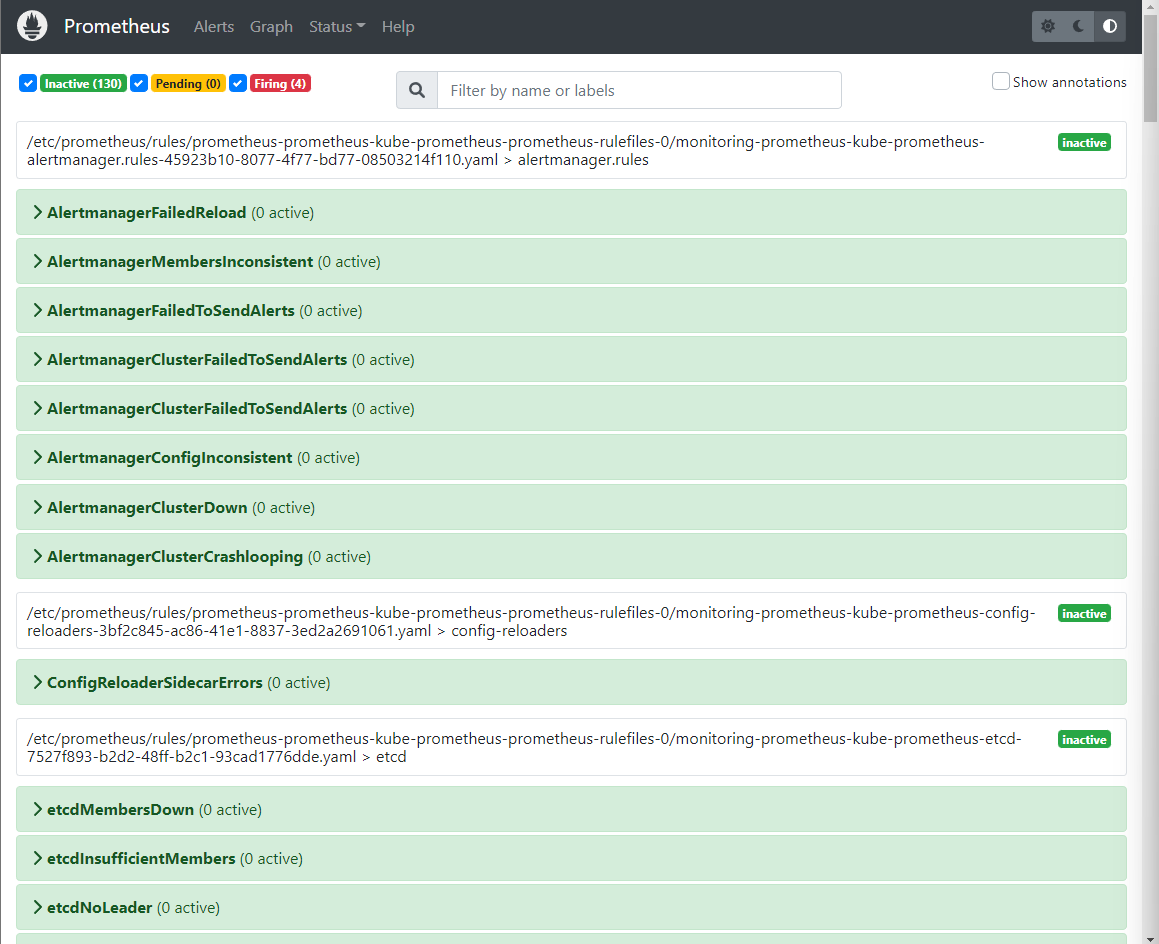 Prometheus Alerts Graph Status Help
Inactive (130) Pending (0) Firing (4) Filter by name or labels Show annotations
/etc/prometheus/rules/prometheus-prometheus-kube-prometheus-prometheus-rulefiles-0/monitoring-prometheus-kube-prometheus- inactive
alertmanager.rules-45923b10-8077-4f77-bd77-08503214f110.yaml > alertmanager.rules
AlertmanagerFailedReload (0 active)
AlertmanagerMembersInconsistent (0 active)
AlertmanagerFailedToSendAlerts (0 active)
AlertmanagerClusterFailedToSendAlerts (0 active)
AlertmanagerClusterFailedToSendAlerts (0 active)
AlertmanagerConfigInconsistent (0 active)
AlertmanagerClusterDown (0 active)
AlertmanagerClusterCrashlooping (0 active)
/etc/prometheus/rules/prometheus-prometheus-kube-prometheus-prometheus-rulefiles-0/monitoring-prometheus-kube-prometheus-config- inactive
reloaders-3bf2c845-ac86-41e1-8837-3ed2a2691061.yaml > config-reloaders
ConfigReloaderSidecarErrors (0 active)
/etc/prometheus/rules/prometheus-prometheus-kube-prometheus-prometheus-rulefiles-0/monitoring-prometheus-kube-prometheus-etcd- inactive
7527f893-b2d2-48ff-b2c1-93cad1776dde.yaml > etcd
etcdMembersDown (0 active)
etcdInsufficientMembers (0 active)
etcdNoLeader (0 active)